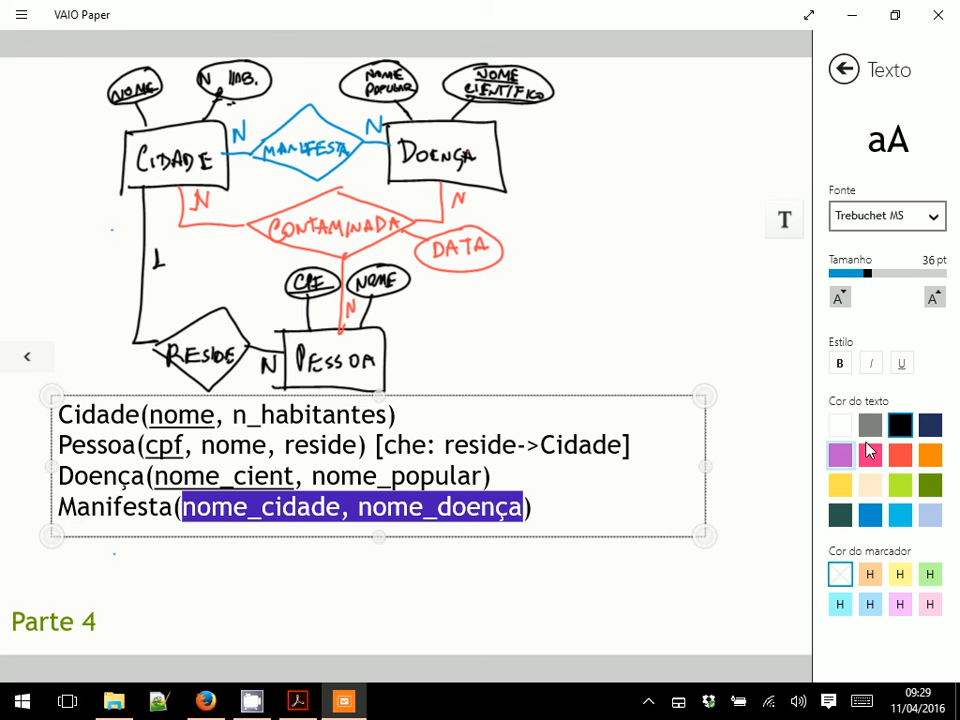 VAIO Paper
NOME
N HAB.
NOME POPULAR
NOME CIENTÍFICO
CIDADE
N
MANIFESTA
N
DOENÇA
N
CONTAMINADA
N
DATA
1
CPF
NOME
N
RESIDE
N
PESSOA
Cidade(nome, n_habitantes)
Pessoa(cpf, nome, reside) [che: reside->Cidade]
Doença(nome_cient, nome_popular)
Manifesta(nome_cidade, nome_doença)
Parte 4
T
Texto
aA
Fonte
Trebuchet MS
Tamanho 36 pt
A A
Estilo
B I U
Cor do texto
Cor do marcador
H H H
H H H H
09:29
11/04/2016